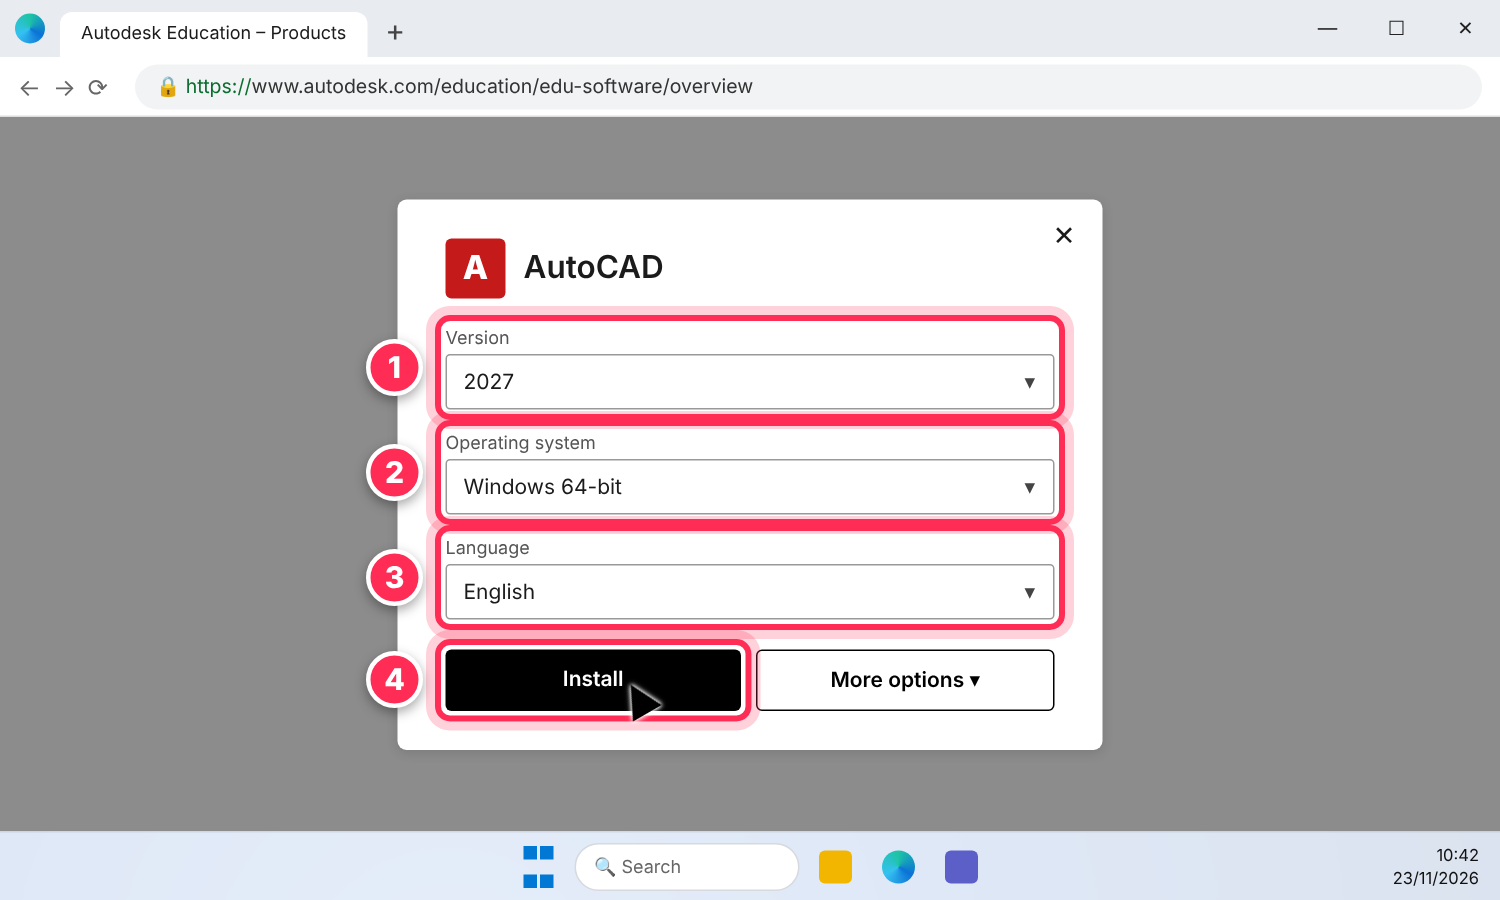 Autodesk Education – Products
https://www.autodesk.com/education/edu-software/overview
A AutoCAD
Version
1
2027
Operating system
2
Windows 64-bit
Language
3
English
4
Install
More options
Search
10:42
23/11/2026